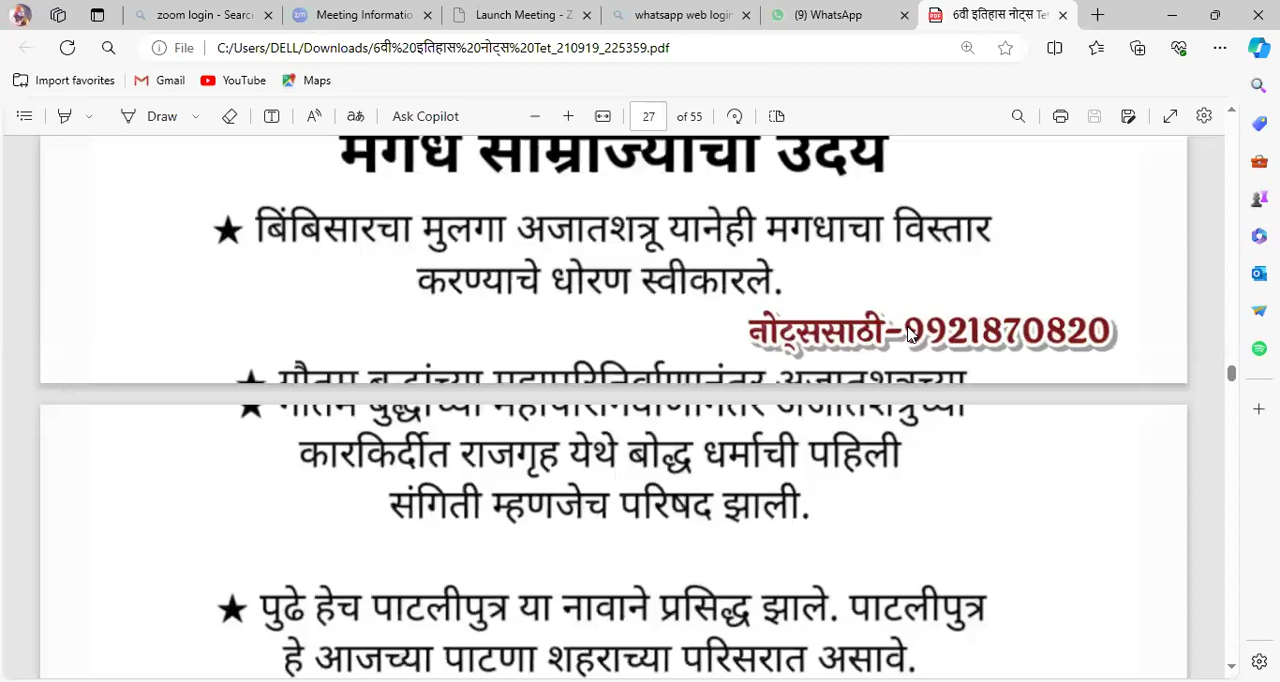 zoom login - Searc
Meeting Informatio
Launch Meeting - Z
whatsapp web login
(9) WhatsApp
6वी इतिहास नोट्स Te
File
C:/Users/DELL/Downloads/6वी%20इतिहास%20नोट्स%20Tet_210919_225359.pdf
Import favorites
Gmail
YouTube
Maps
Draw
Ask Copilot
27 of 55
मगध साम्राज्याचा उदय
★ बिंबिसारचा मुलगा अजातशत्रू यानेही मगधाचा विस्तार
करण्याचे धोरण स्वीकारले.
नोट्ससाठी-9921870820
★ गौतम बुद्धांच्या महापरिनिर्वाणानंतर अजातशत्रुच्या
कारकिर्दीत राजगृह येथे बोद्ध धर्माची पहिली
संगिती म्हणजेच परिषद झाली.
★ पुढे हेच पाटलीपुत्र या नावाने प्रसिद्ध झाले. पाटलीपुत्र
हे आजच्या पाटणा शहराच्या परिसरात असावे.